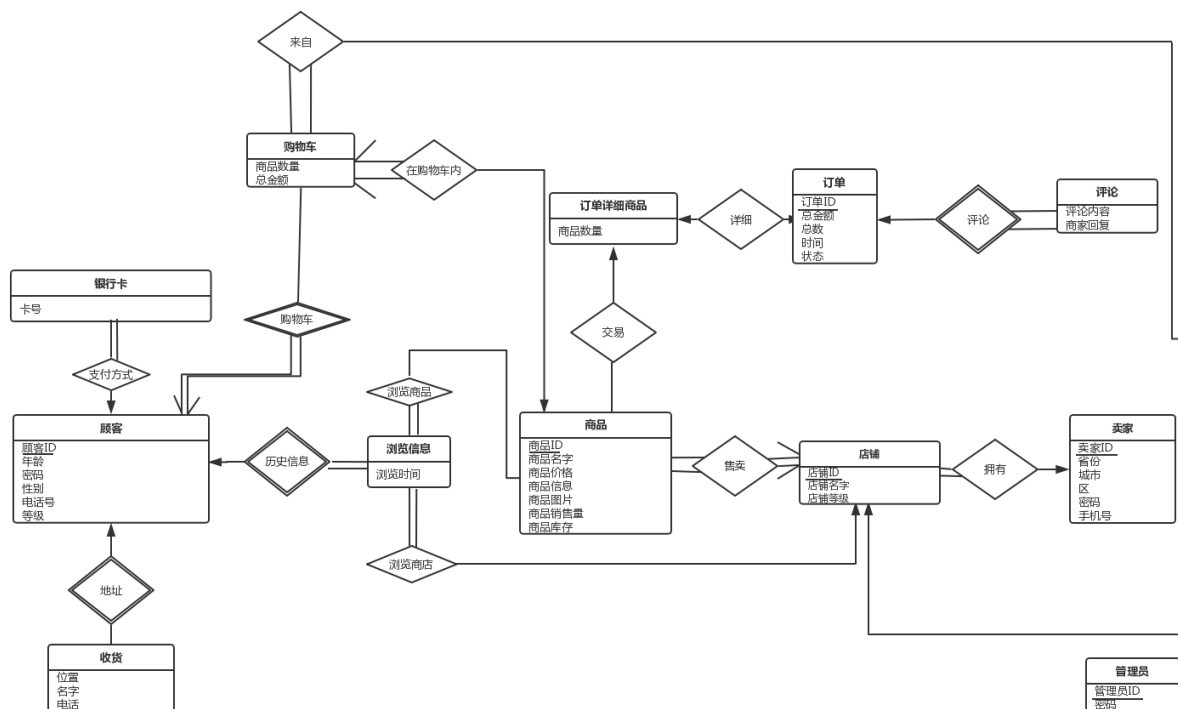 来自
购物车
商品数量
总金额
在购物车内
订单详细商品
商品数量
详细
订单
订单ID
总金额
总数
时间
状态
评论
评论
评论内容
商家回复
银行卡
卡号
购物车
交易
支付方式
浏览商品
顾客
顾客ID
年龄
密码
性别
电话号
等级
历史信息
浏览信息
浏览时间
商品
商品ID
商品名字
商品价格
商品信息
商品图片
商品销售量
商品库存
售卖
店铺
店铺ID
店铺名字
店铺等级
拥有
卖家
卖家ID
省份
城市
区
密码
手机号
浏览商店
地址
收货
位置
名字
电话
管理员
管理员ID
密码